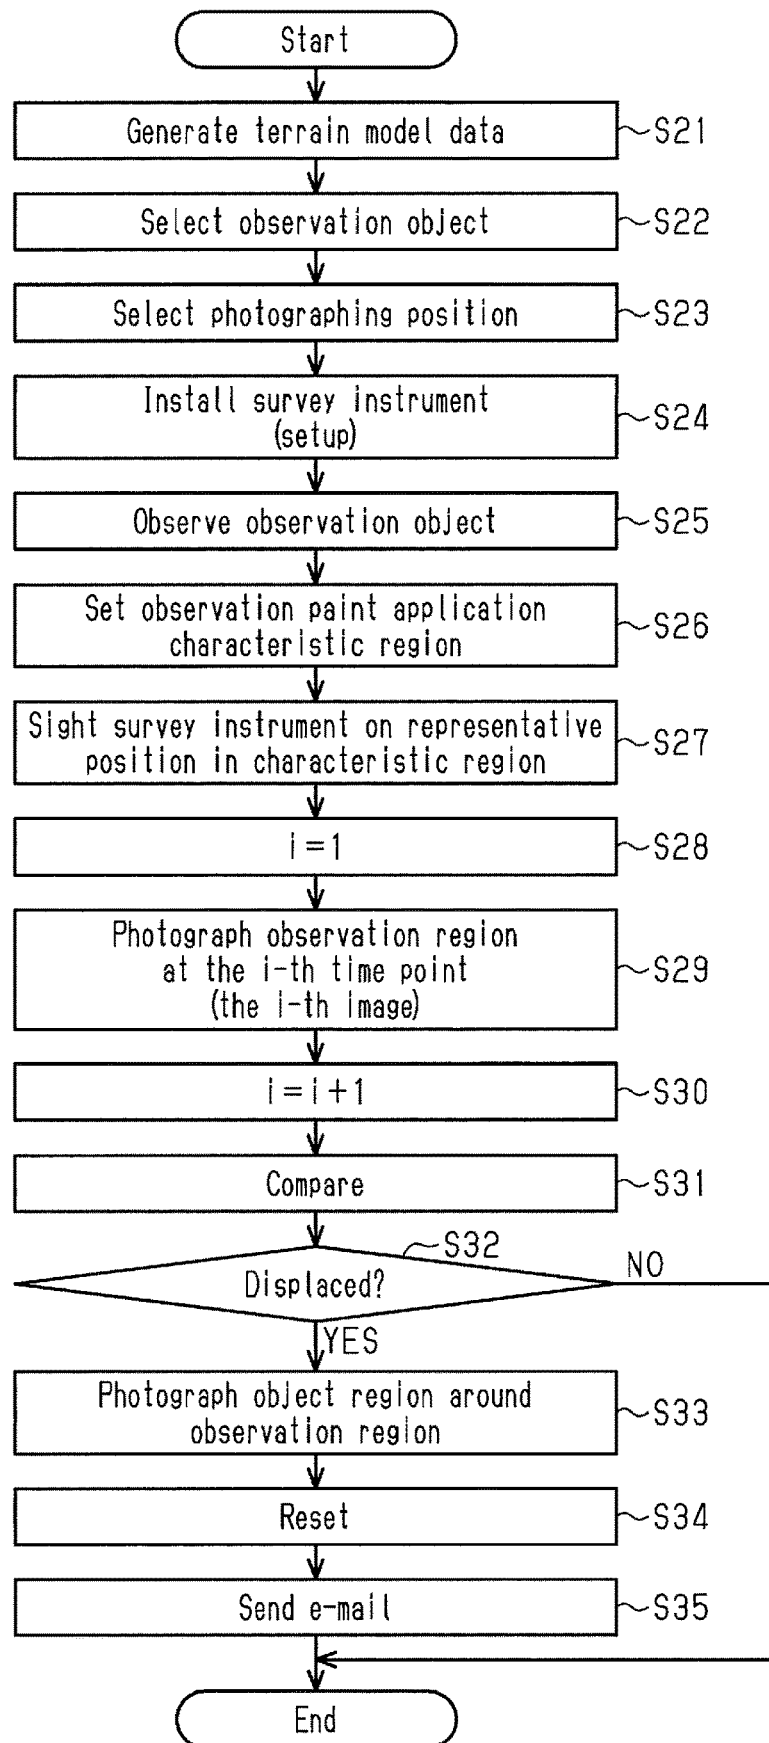 Start
Generate terrain model data
S21
Select observation object
S22
Select photographing position
S23
Install survey instrument
(setup)
S24
Observe observation object
S25
Set observation paint application
characteristic region
S26
Sight survey instrument on representative
position in characteristic region
S27
i=1
S28
Photograph observation region
at the i-th time point
(the i-th image)
S29
i=i+1
S30
Compare
S31
S32
Displaced?
NO
YES
Photograph object region around
observation region
S33
Reset
S34
Send e-mail
S35
End